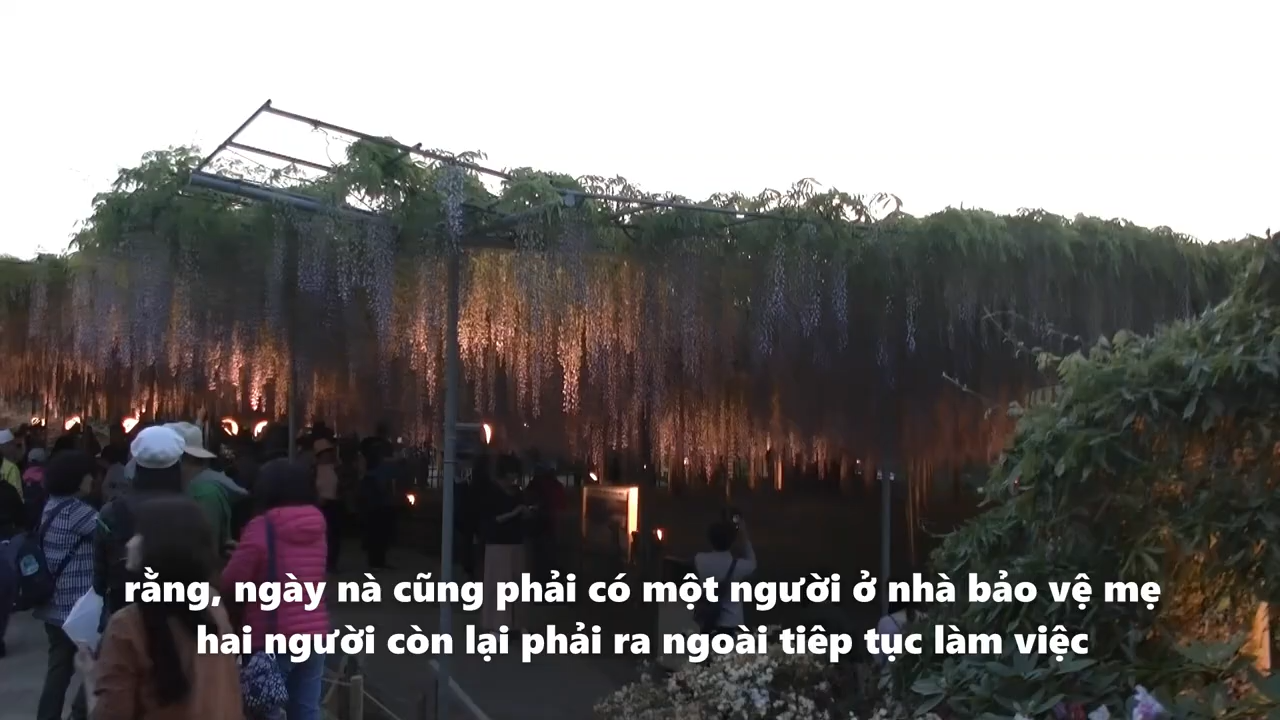 rằng, ngày nà cũng phải có một người ở nhà bảo vệ mẹ
hai người còn lại phải ra ngoài tiêp tục làm việc